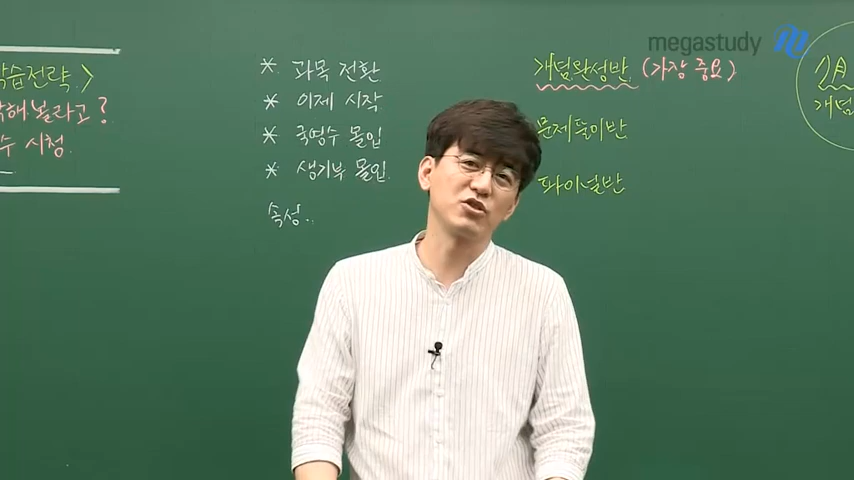 megastudy
학습전략 〉
해볼라고?
수 시청
* 과목 전환
* 이제 시작
* 국영수 몰입
* 생기부 몰입
속성..
개념완성반 (가장 중요)
문제풀이반
파이널반
개념